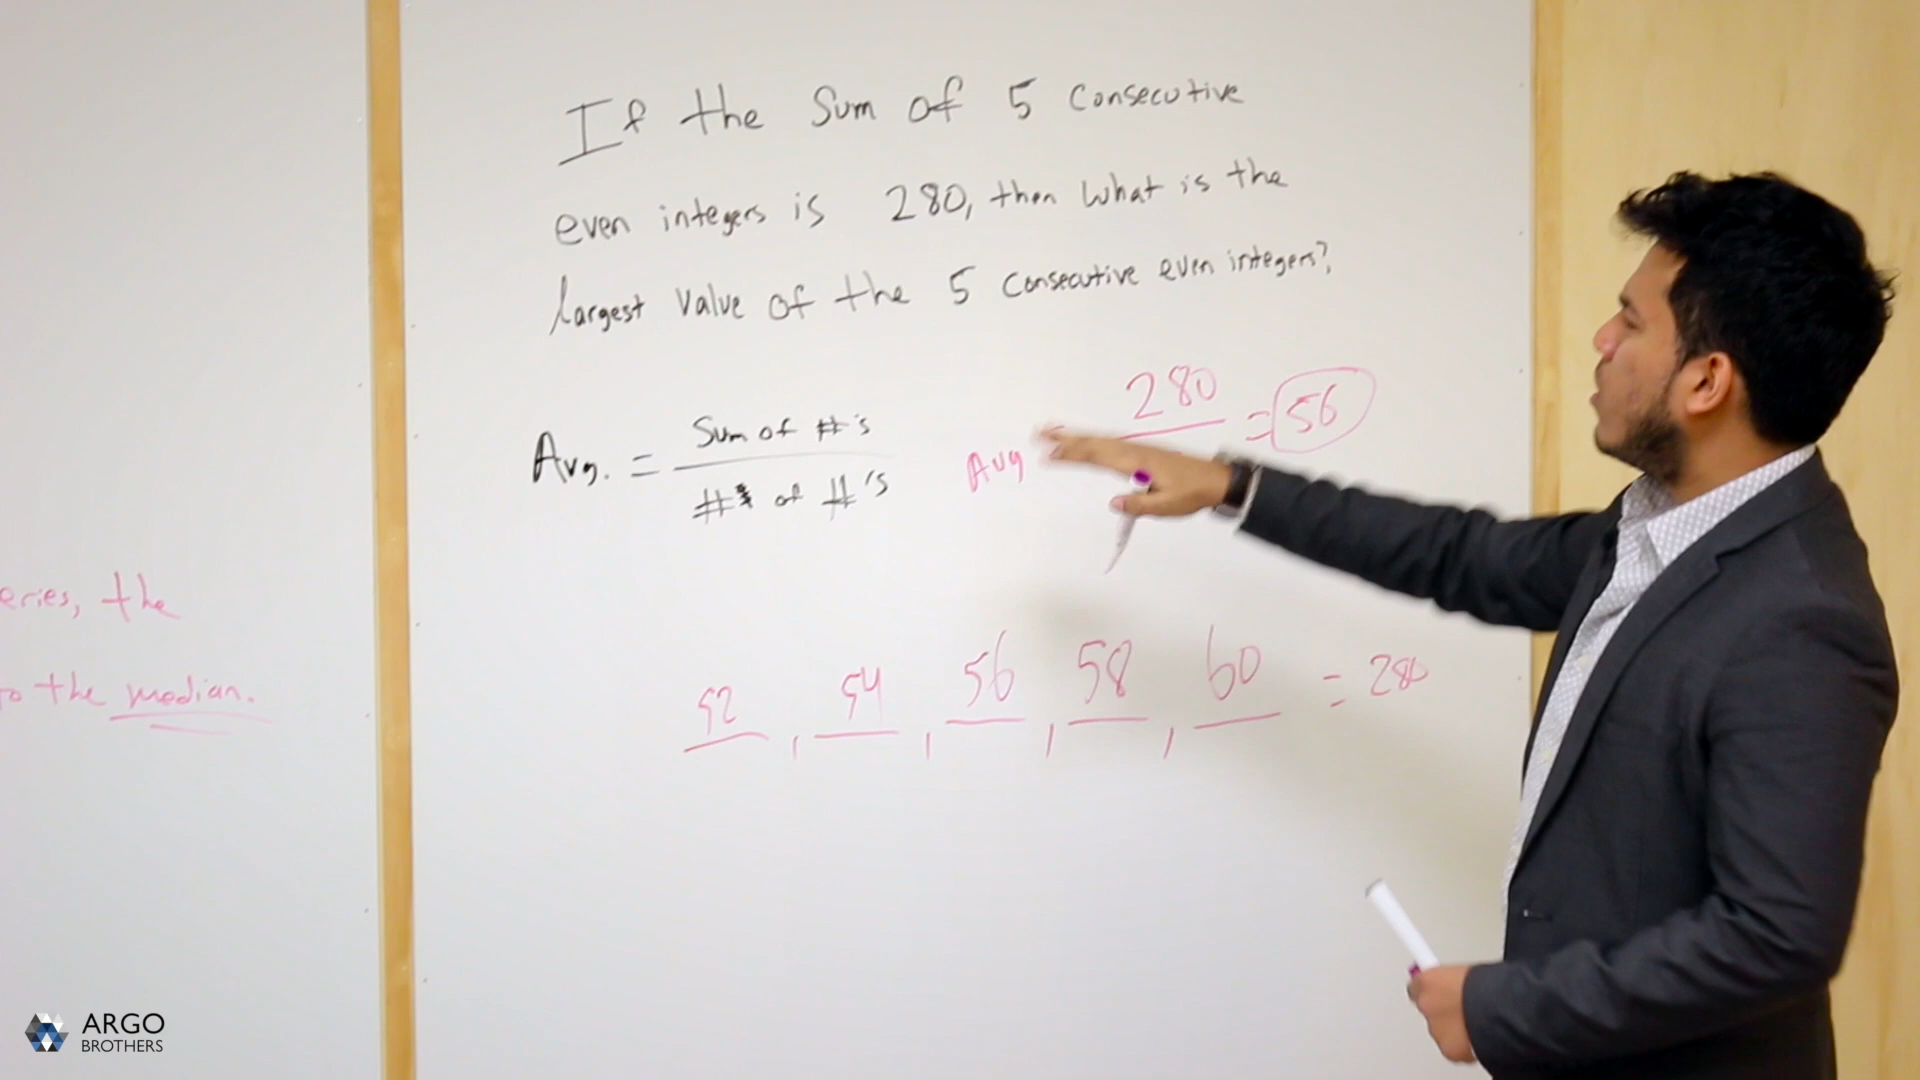 If the Sum of 5 Consecutive
even integers is 280, then what is the
largest value of the 5 consecutive even integers?
Avg. = Sum of #'s
# of #'s
Avg = 280 = 56
eries, the
to the median.
52, 54, 56, 58, 60 = 280
ARGO
BROTHERS